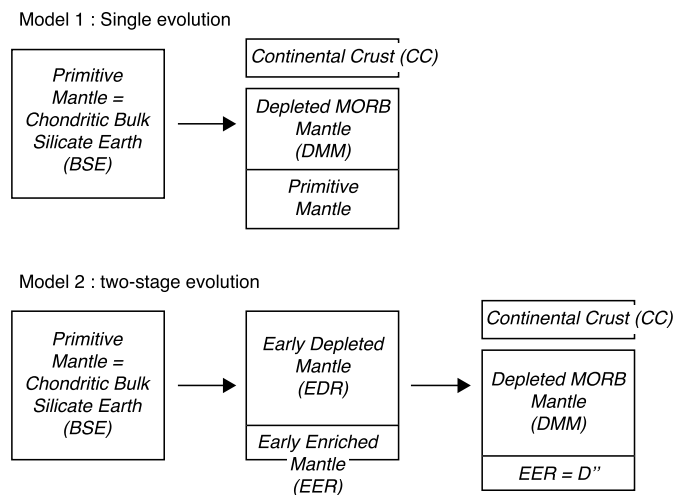 Model 1 : Single evolution
Primitive
Mantle =
Chondritic Bulk
Silicate Earth
(BSE)
Continental Crust (CC)
Depleted MORB
Mantle
(DMM)
Primitive
Mantle
Model 2 : two-stage evolution
Primitive
Mantle =
Chondritic Bulk
Silicate Earth
(BSE)
Early Depleted
Mantle
(EDR)
Early Enriched
Mantle
(EER)
Continental Crust (CC)
Depleted MORB
Mantle
(DMM)
EER = D’’